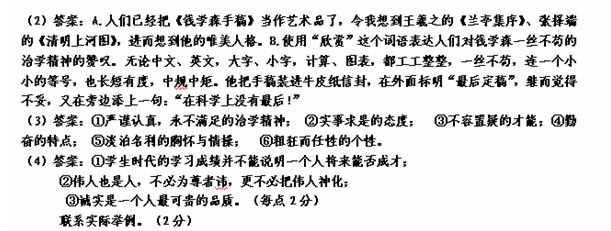 （2）答案：A.人们已经把《钱学森手稿》当作艺术品了，令我想到王羲之的《兰亭集序》、张择端
的《清明上河图》，进而想到他的唯美人格。B.使用“欣赏”这个词语表达人们对钱学森一丝不苟的
治学精神的赞叹。无论中文、英文，大字、小字，计算、图表，都工工整整，一丝不苟，连一个小
小的等号，也长短有度，中规中矩。他把手稿装进牛皮纸信封，在外面标明“最后定稿”，继而觉得
不妥，又在旁边添上一句：“在科学上没有最后！”
（3）答案：①严谨认真，永不满足的治学精神；②实事求是的态度； ③不容置疑的才能；④勤
奋的特点； ⑤淡泊名利的胸怀与情操； ⑥粗狂而任性的个性。
（4）答案：①学生时代的学习成绩并不能说明一个人将来能否成才；
②伟人也是人，不必为尊者讳，更不必把伟人神化；
③诚实是一个人最可贵的品质。（每点2分）
联系实际举例。（2分）